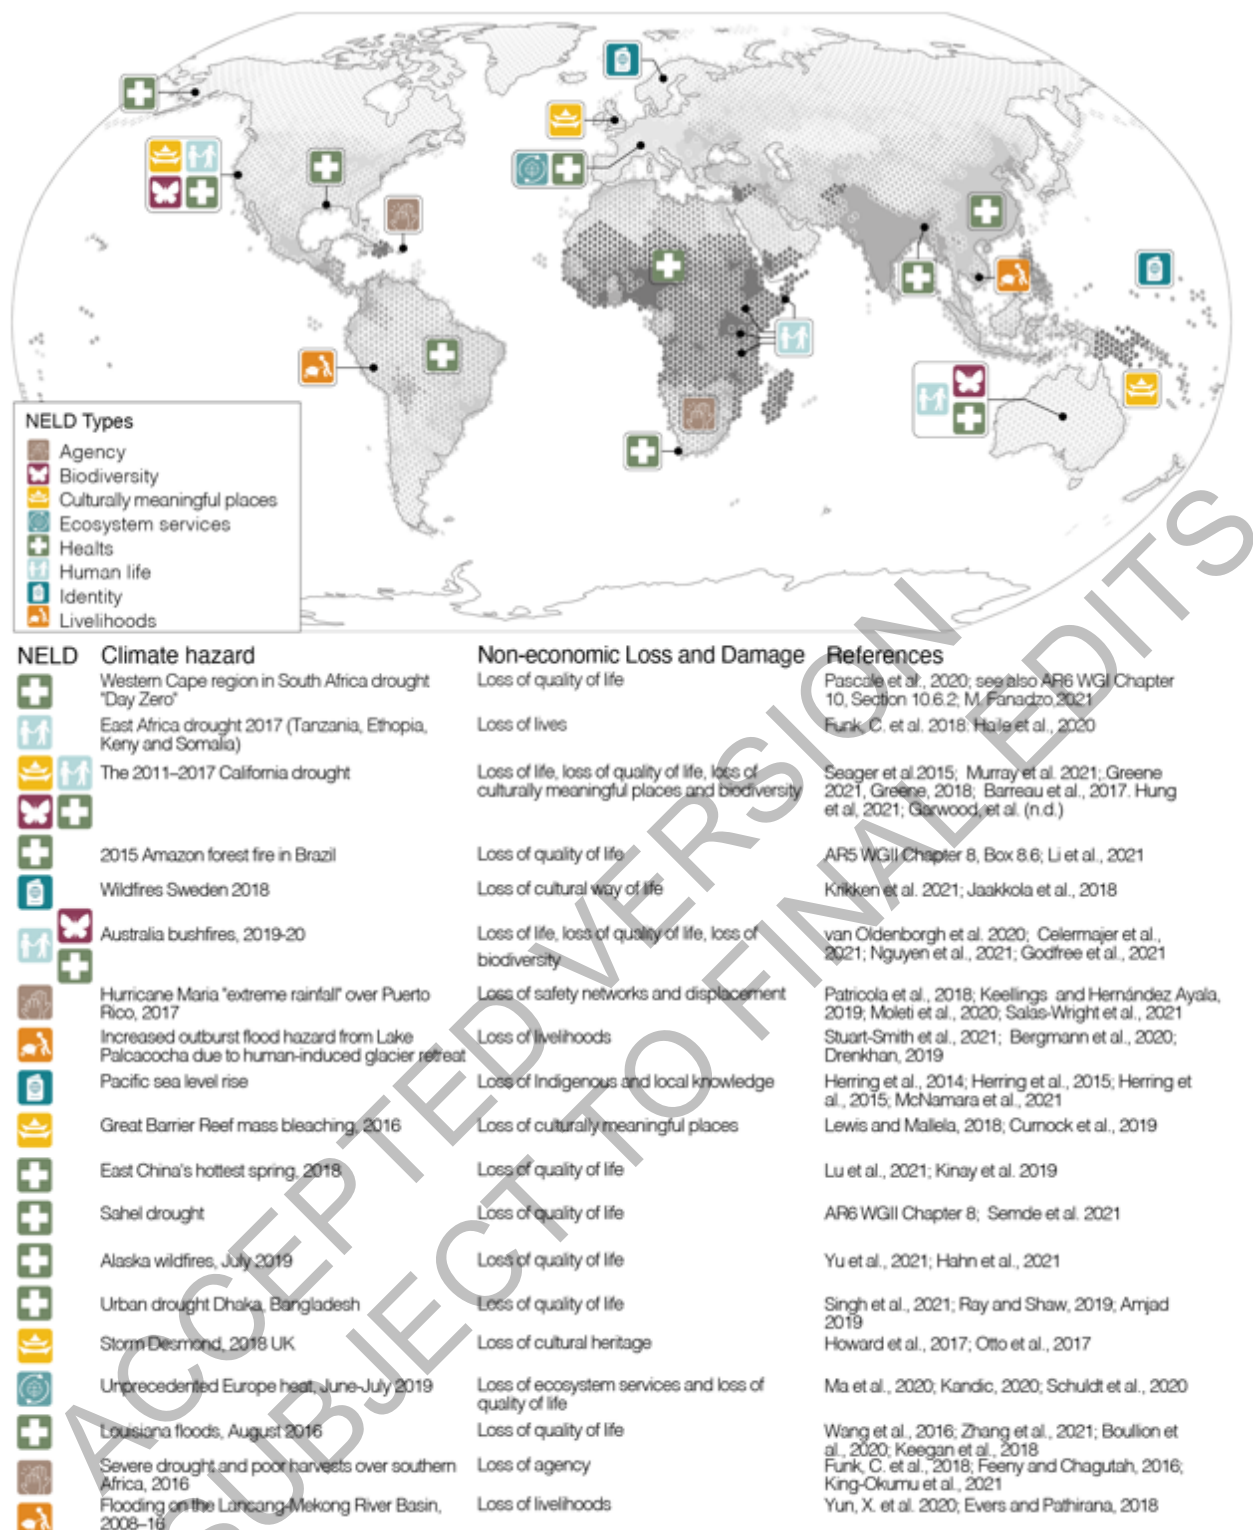 NELD Types
Agency
Biodiversity
Culturally meaningful places
Ecosystem services
Healts
Human life
Identity
Livelihoods
NELD Climate hazard Non-economic Loss and Damage References
Western Cape region in South Africa drought Loss of quality of life Pascale et al., 2020; see also AR6 WGI Chapter
"Day Zero" 10, Section 10.6.2; M. Fanadzo,2021
East Africa drought 2017 (Tanzania, Ethopia, Loss of lives Funk, C. et al. 2018: Haile et al., 2020
Keny and Somalia)
The 2011–2017 California drought Loss of life, loss of quality of life, loss of Seager et al.2015; Murray et al. 2021;.Greene
culturally meaningful places and biodiversity 2021, Greene, 2018; Barreau et al., 2017. Hung
et al, 2021; Garwood, et al. (n.d.)
2015 Amazon forest fire in Brazil Loss of quality of life AR5 WGII Chapter 8, Box 8.6; Li et al., 2021
Wildfires Sweden 2018 Loss of cultural way of life Krikken et al. 2021; Jaakkola et al., 2018
Australia bushfires, 2019-20 Loss of life, loss of quality of life, loss of van Oldenborgh et al. 2020; Celermajer et al.,
biodiversity 2021; Nguyen et al., 2021; Godfree et al., 2021
Hurricane Maria "extreme rainfall" over Puerto Loss of safety networks and displacement Patricola et al., 2018; Keellings and Hernández Ayala,
Rico, 2017 2019; Moleti et al., 2020; Salas-Wright et al., 2021
Increased outburst flood hazard from Lake Loss of livelihoods Stuart-Smith et al., 2021; Bergmann et al., 2020;
Palcacocha due to human-induced glacier retreat Drenkhan, 2019
Pacific sea level rise Loss of Indigenous and local knowledge Herring et al., 2014; Herring et al., 2015; Herring et
al., 2015; McNamara et al., 2021
Great Barrier Reef mass bleaching, 2016 Loss of culturally meaningful places Lewis and Mallela, 2018; Curnock et al., 2019
East China's hottest spring, 2018 Loss of quality of life Lu et al., 2021; Kinay et al. 2019
Sahel drought Loss of quality of life AR6 WGII Chapter 8; Semde et al. 2021
Alaska wildfires, July 2019 Loss of quality of life Yu et al., 2021; Hahn et al., 2021
Urban drought Dhaka, Bangladesh Loss of quality of life Singh et al., 2021; Ray and Shaw, 2019; Amjad
2019
Storm Desmond, 2018 UK Loss of cultural heritage Howard et al., 2017; Otto et al., 2017
Unprecedented Europe heat, June-July 2019 Loss of ecosystem services and loss of Ma et al., 2020; Kandic, 2020; Schuldt et al., 2020
quality of life
Louisiana floods, August 2016 Loss of quality of life Wang et al., 2016; Zhang et al., 2021; Boullion et
al., 2020; Keegan et al., 2018
Severe drought and poor harvests over southern Loss of agency Funk, C. et al., 2018; Feeny and Chagutah, 2016;
Africa, 2016 King-Okumu et al., 2021
Flooding on the Lancang-Mekong River Basin, Loss of livelihoods Yun, X. et al. 2020; Evers and Pathirana, 2018
2008–16
ACCEPTED VERSION
SUBJECT TO FINAL EDITS